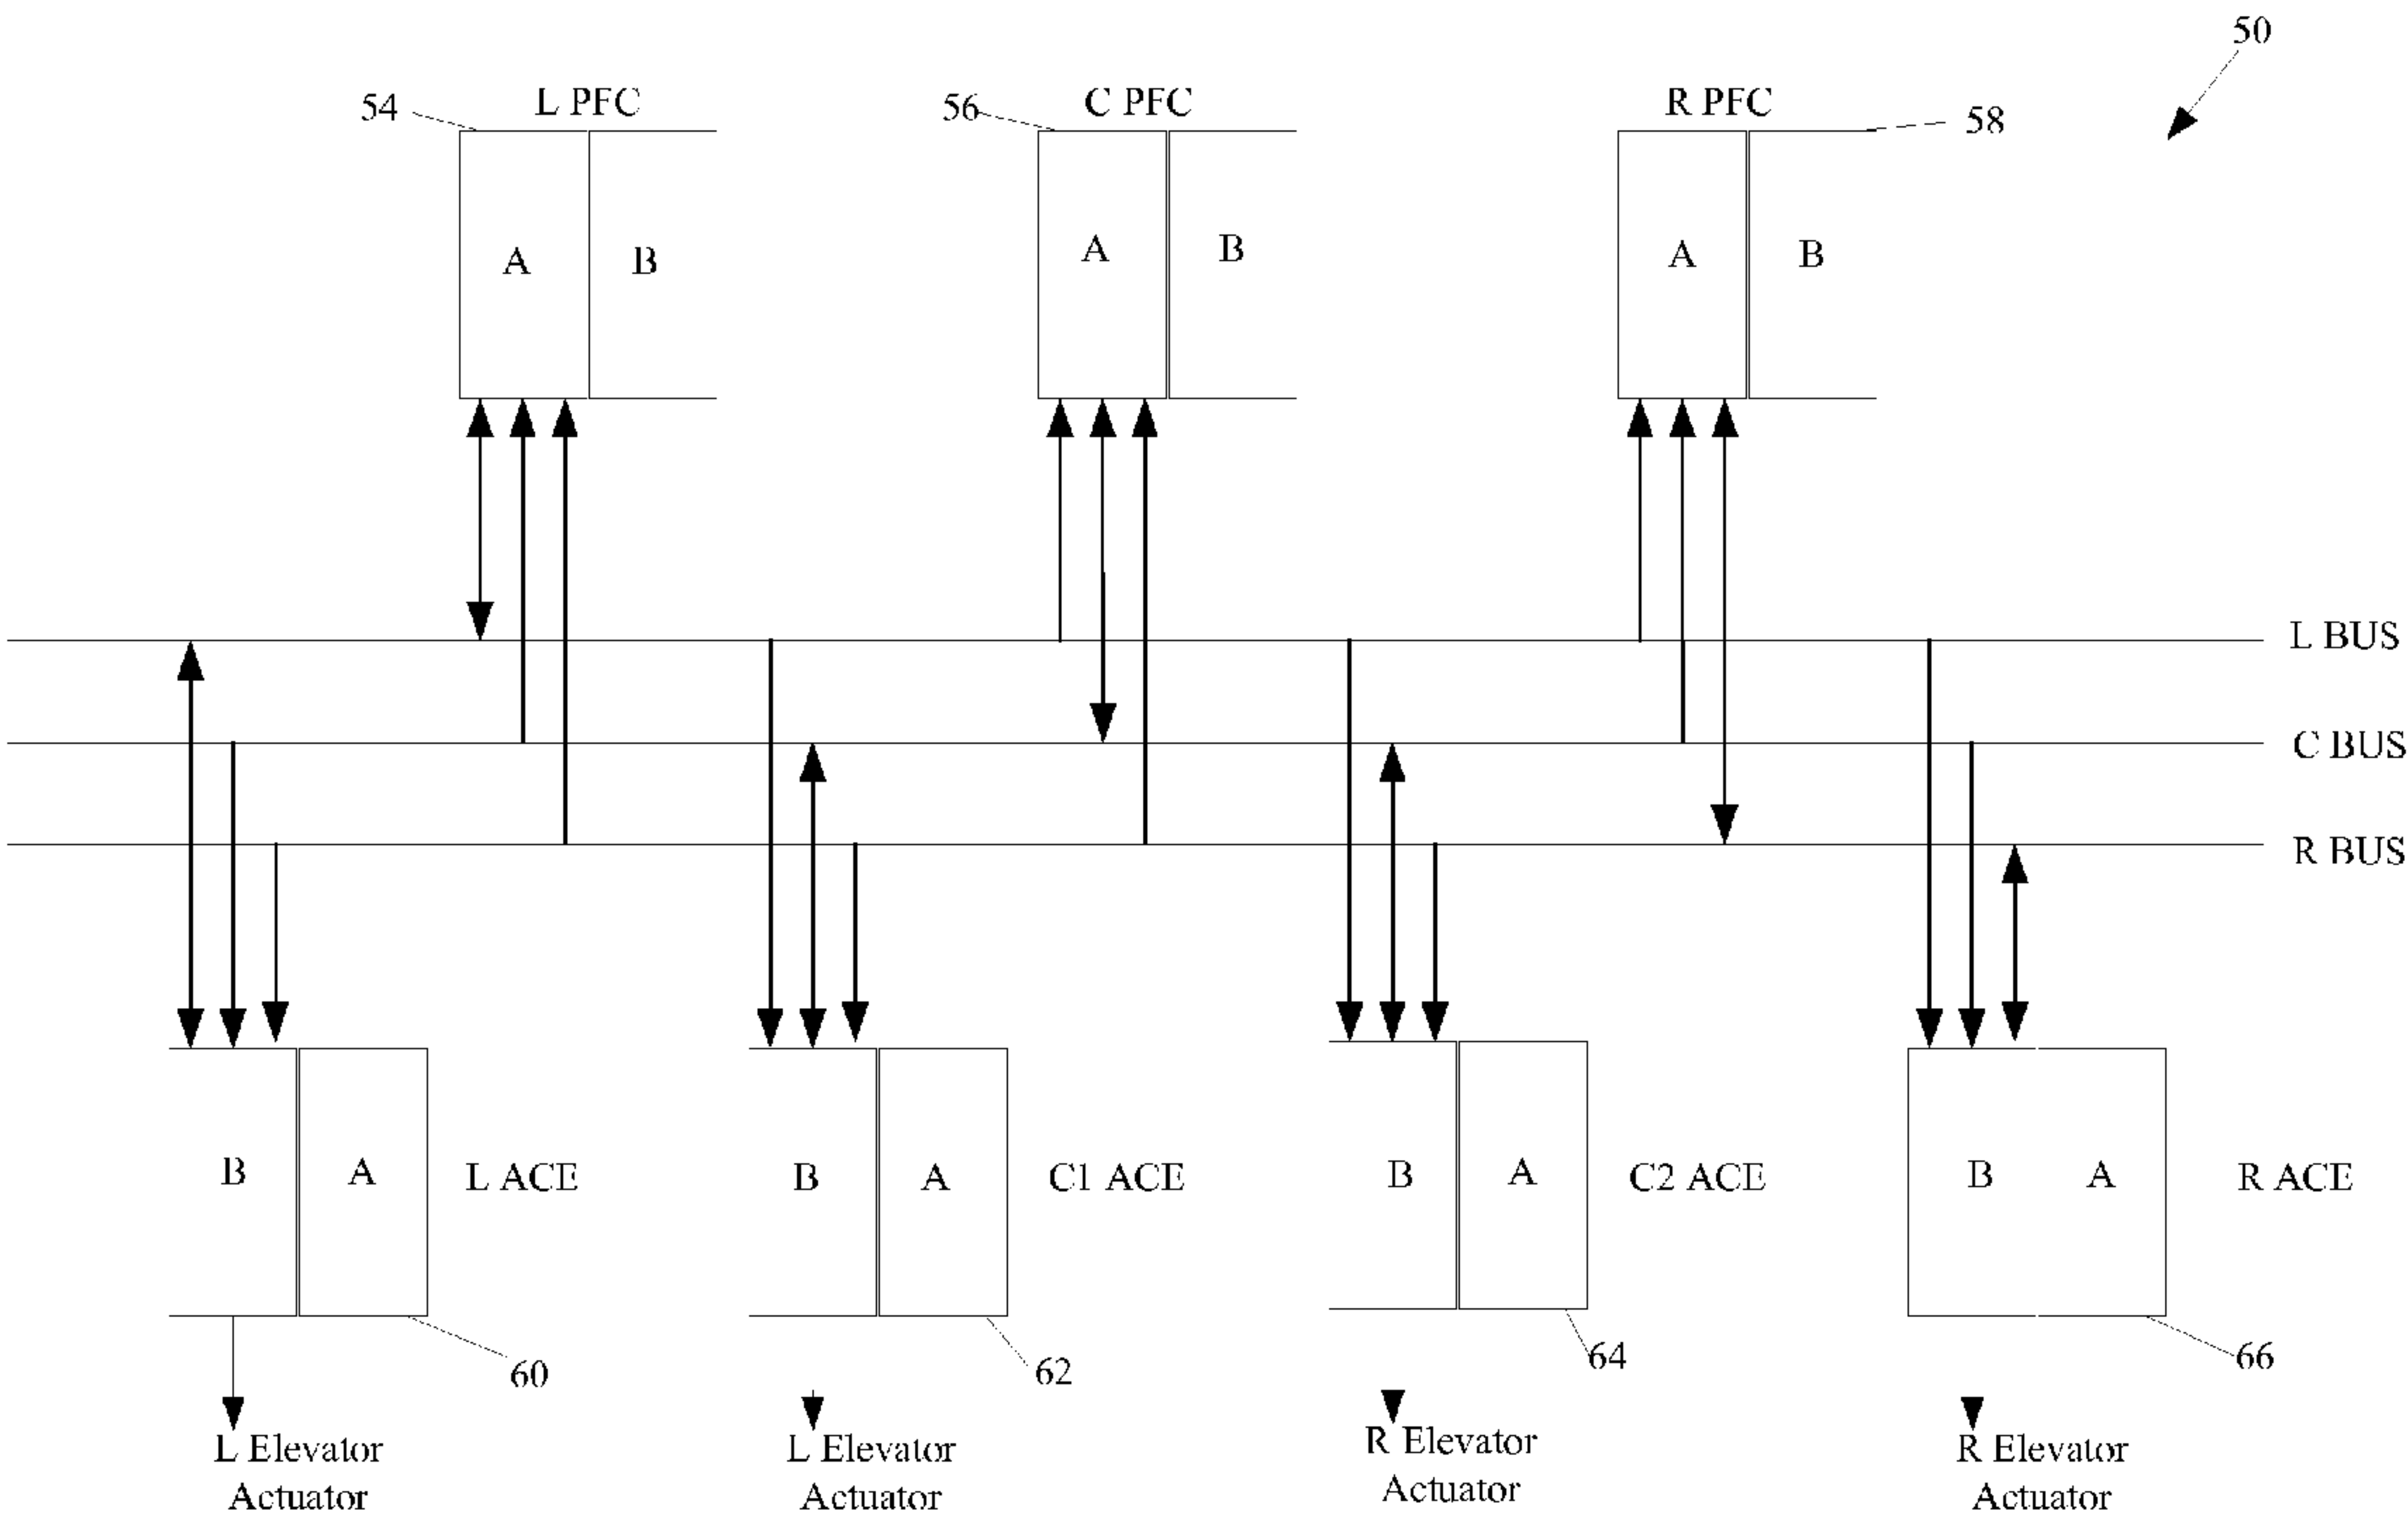 50
54
L PFC
56
C PFC
R PFC
58
A
B
A
B
A
B
L BUS
C BUS
R BUS
B
A
L ACE
B
A
C1 ACE
B
A
C2 ACE
B
A
R ACE
60
62
64
66
L Elevator
Actuator
L Elevator
Actuator
R Elevator
Actuator
R Elevator
Actuator